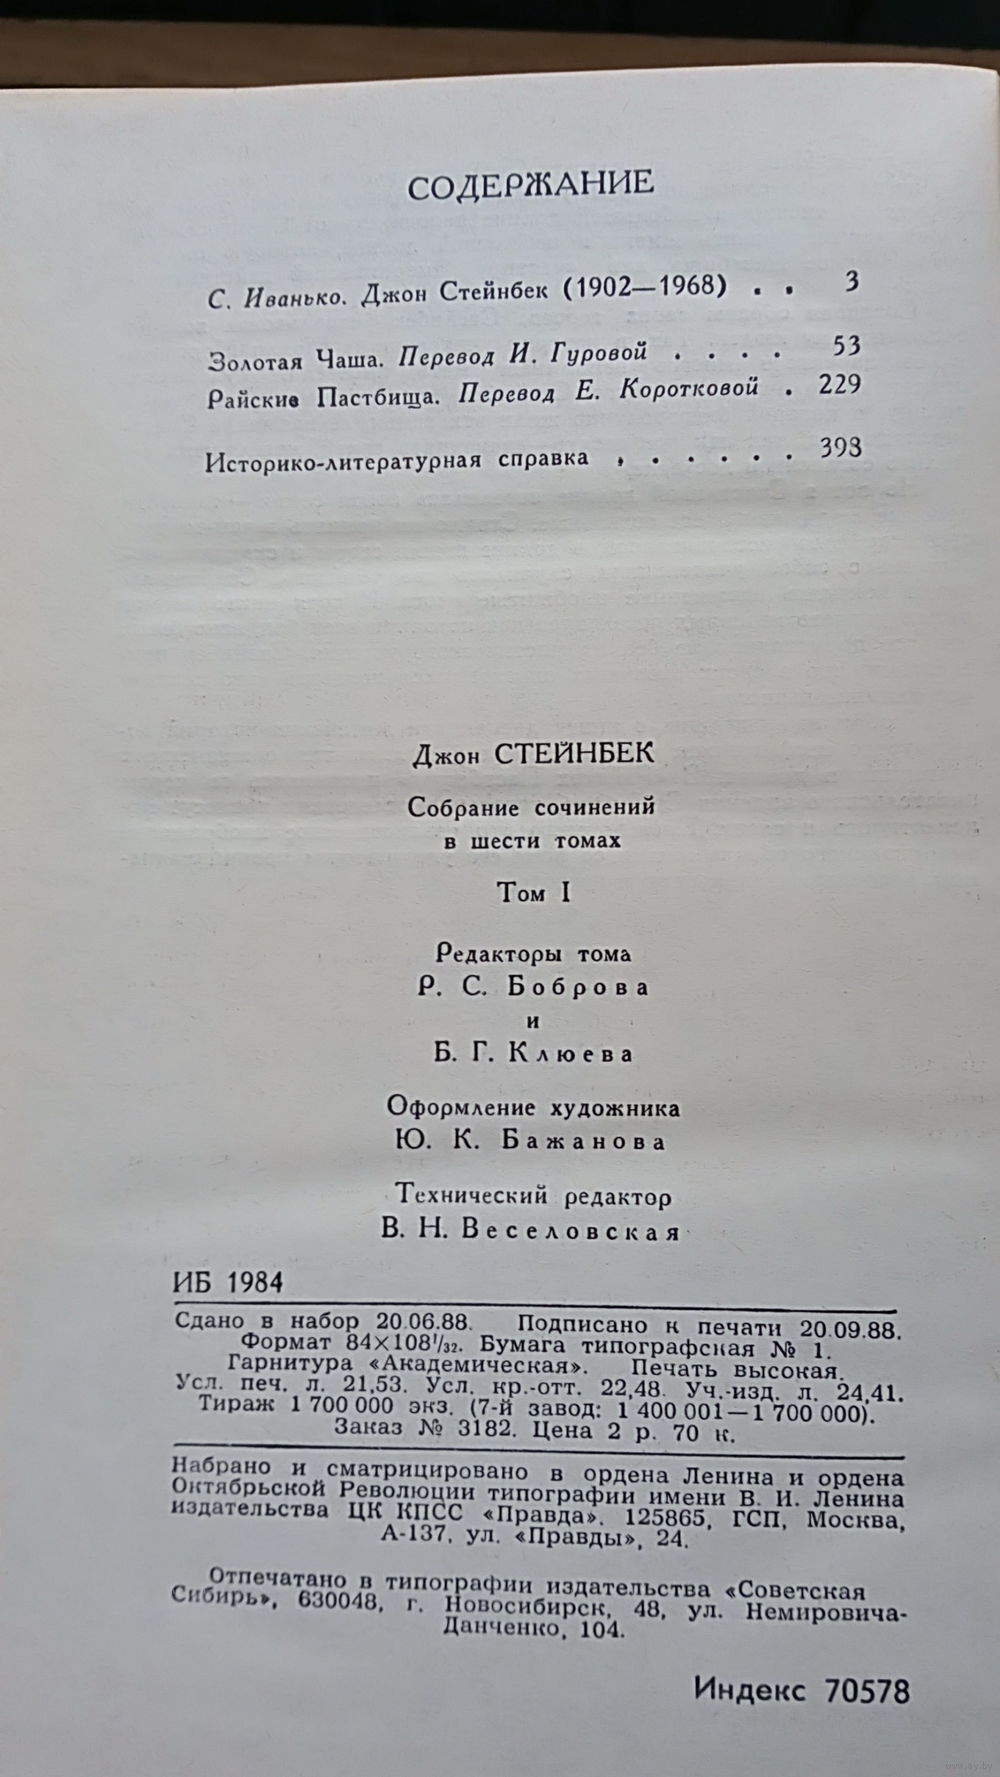 СОДЕРЖАНИЕ
С. Иванько. Джон Стейнбек (1902—1968) . . 3
Золотая Чаша. Перевод И. Гуровой . . . . 53
Райские Пастбища. Перевод Е. Коротковой . 229
Историко-литературная справка . . . . . . 393
Джон СТЕЙНБЕК
Собрание сочинений
в шести томах
Том I
Редакторы тома
Р. С. Боброва
и
Б. Г. Клюева
Оформление художника
Ю. К. Бажанова
Технический редактор
В. Н. Веселовская
ИБ 1984
Сдано в набор 20.06.88. Подписано к печати 20.09.88.
Формат 84×108¹/₃₂. Бумага типографская № 1.
Гарнитура «Академическая». Печать высокая.
Усл. печ. л. 21,53. Усл. кр.-отт. 22,48. Уч.-изд. л. 24,41.
Тираж 1 700 000 экз. (7-й завод: 1 400 001—1 700 000).
Заказ № 3182. Цена 2 р. 70 к.
Набрано и сматрицировано в ордена Ленина и ордена
Октябрьской Революции типографии имени В. И. Ленина
издательства ЦК КПСС «Правда». 125865, ГСП, Москва,
А-137, ул. «Правды», 24.
Отпечатано в типографии издательства «Советская
Сибирь», 630048, г. Новосибирск, 48, ул. Немировича-
Данченко, 104.
Индекс 70578
www.ay.by